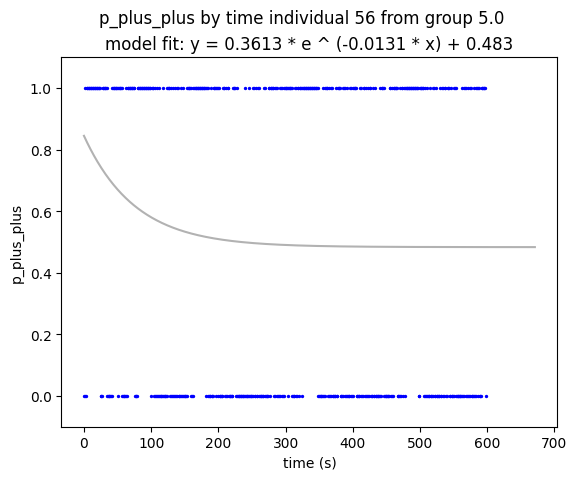 p_plus_plus by time individual 56 from group 5.0
model fit: y = 0.3613 * e ^ (-0.0131 * x) + 0.483
1.0
0.8
0.6
0.4
0.2
0.0
p_plus_plus
0 100 200 300 400 500 600 700
time (s)